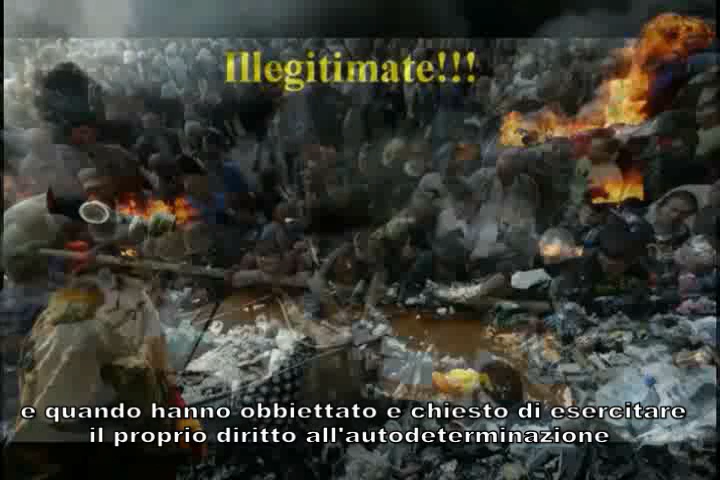 Illegitimate!!!
e quando hanno obbiettato e chiesto di esercitare
il proprio diritto all'autodeterminazione